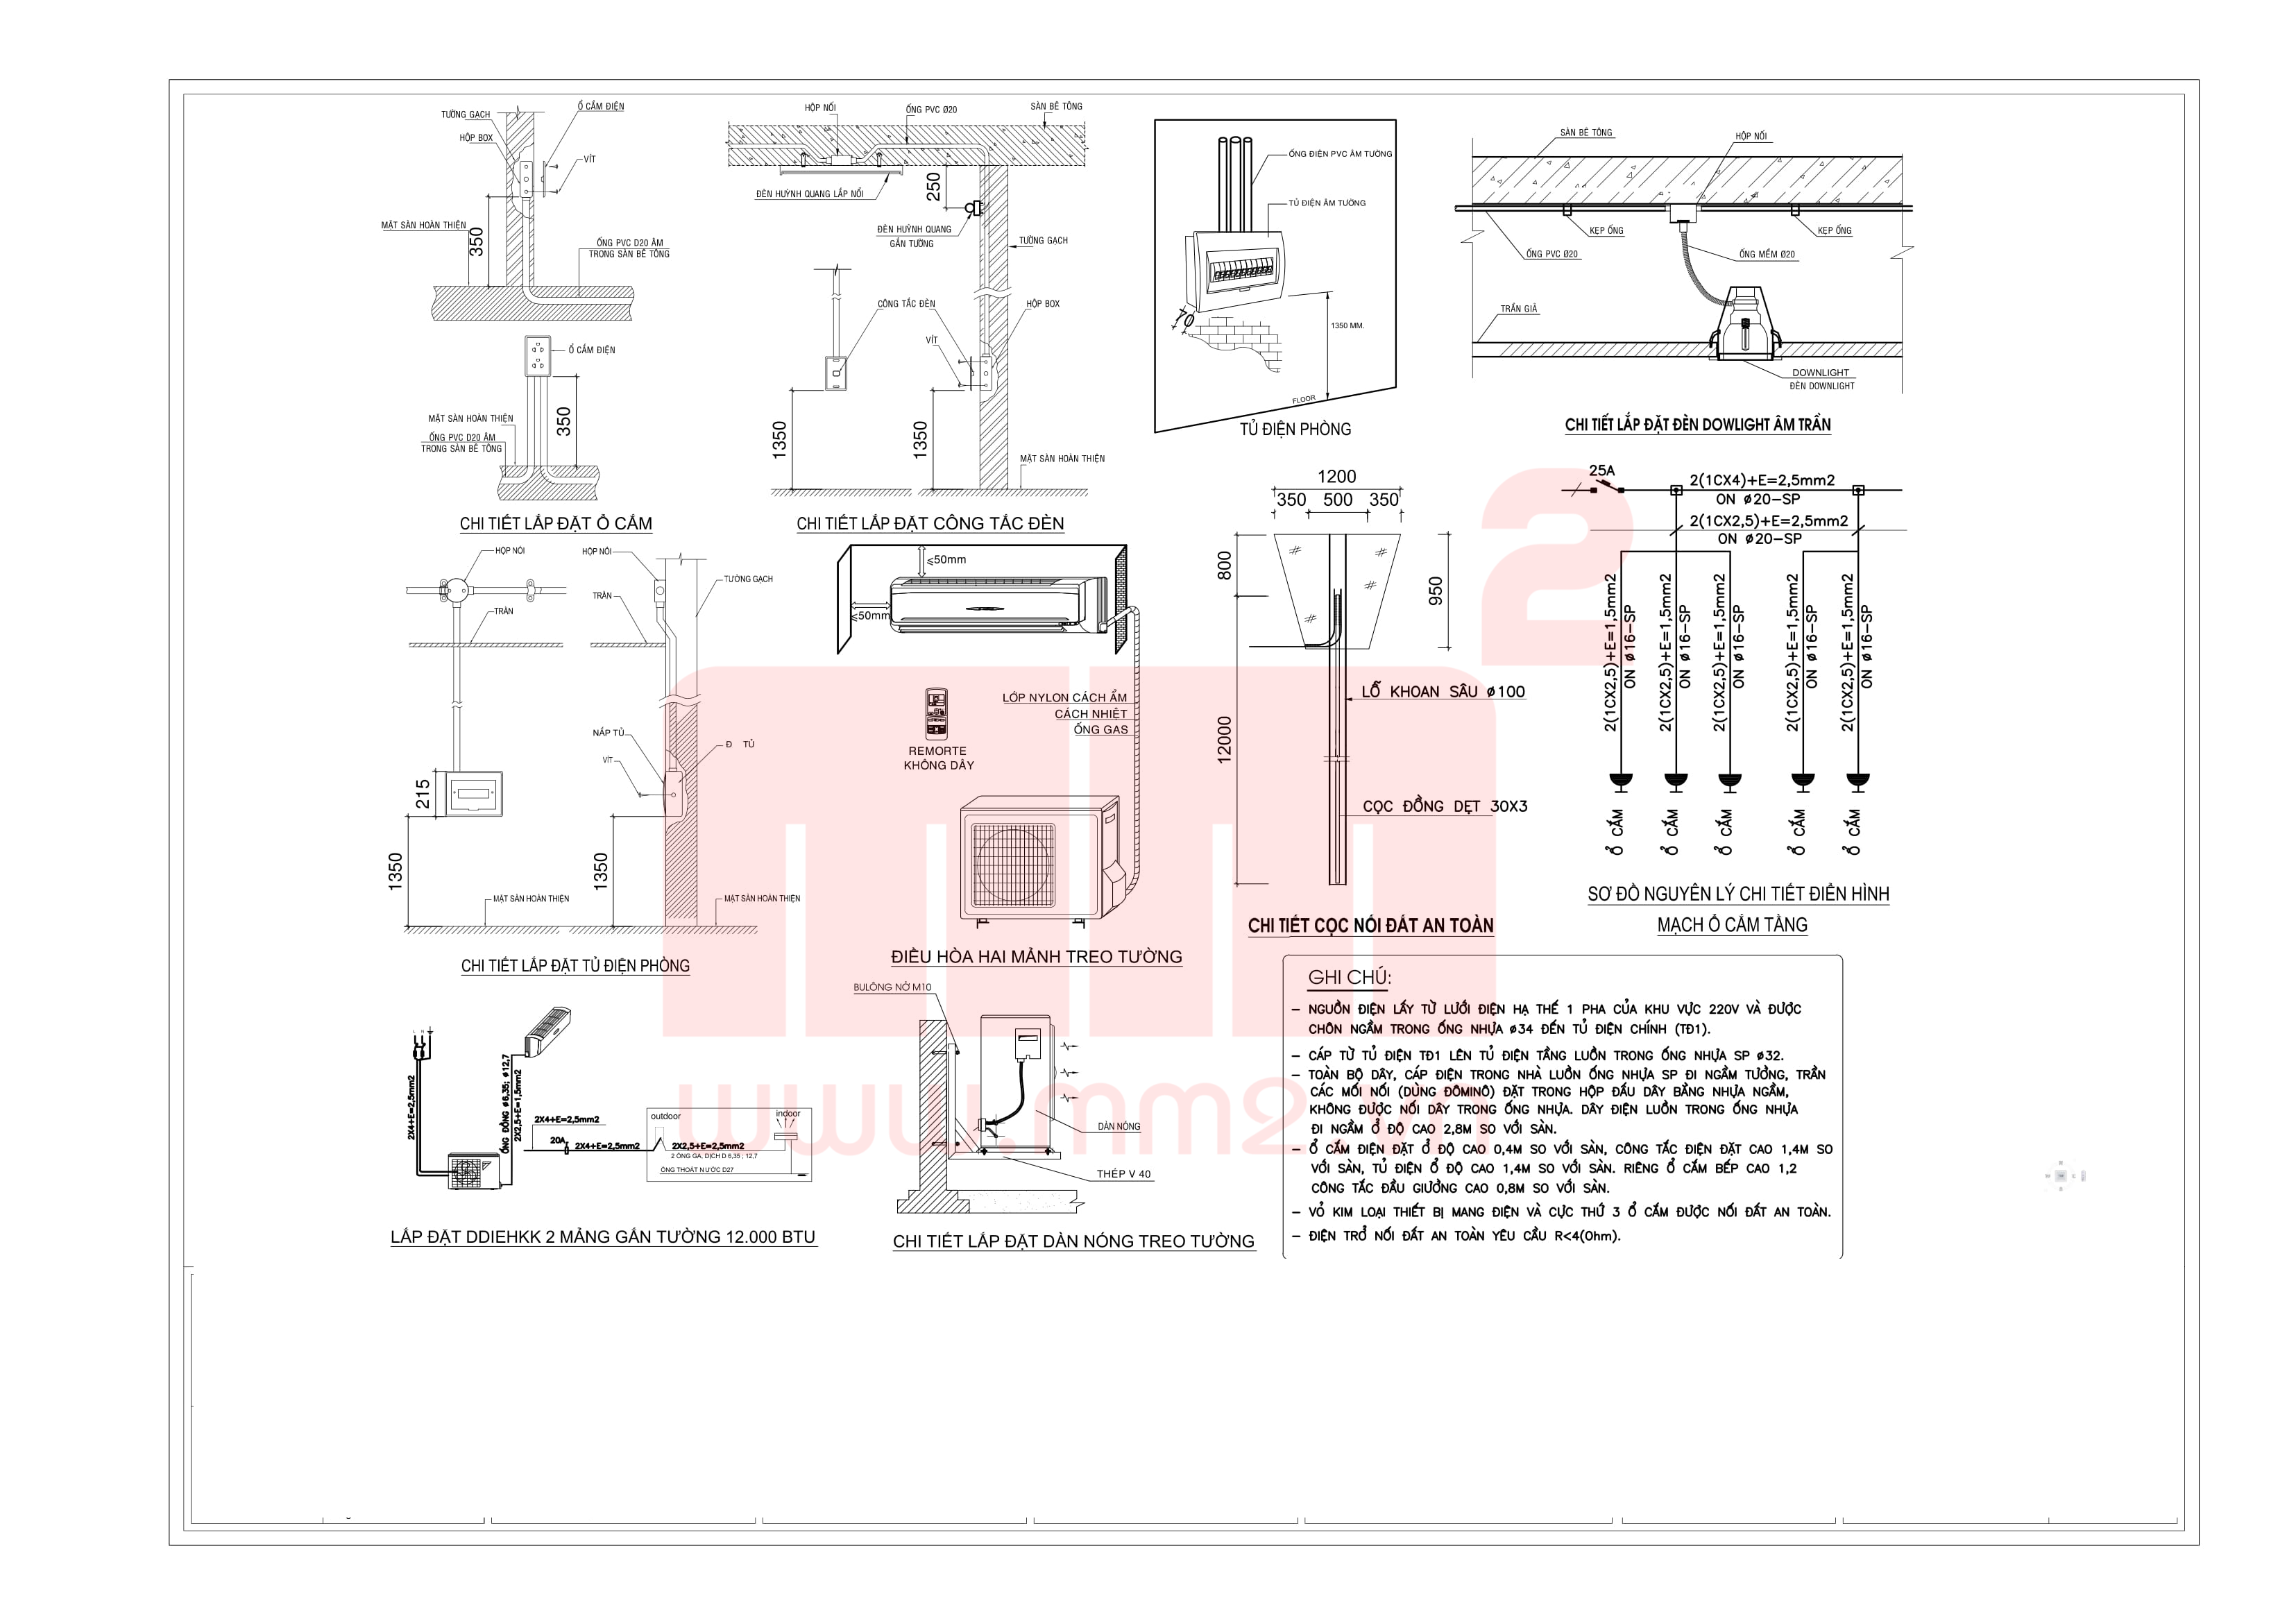 Ổ CẮM ĐIỆN
TƯỜNG GẠCH
HỘP BOX
VÍT
MẶT SÀN HOÀN THIỆN
350
ỐNG PVC D20 ÂM
TRONG SÀN BÊ TÔNG
Ổ CẮM ĐIỆN
350
MẶT SÀN HOÀN THIỆN
ỐNG PVC D20 ÂM
TRONG SÀN BÊ TÔNG
CHI TIẾT LẮP ĐẶT Ổ CẮM
HỘP NỐI
ỐNG PVC Ø20
SÀN BÊ TÔNG
ĐÈN HUỲNH QUANG LẮP NỔI
250
ĐÈN HUỲNH QUANG
GẮN TƯỜNG
TƯỜNG GẠCH
CÔNG TẮC ĐÈN
HỘP BOX
VÍT
1350
1350
MẶT SÀN HOÀN THIỆN
CHI TIẾT LẮP ĐẶT CÔNG TẮC ĐÈN
ỐNG ĐIỆN PVC ÂM TƯỜNG
TỦ ĐIỆN ÂM TƯỜNG
70
1350 MM.
FLOOR
TỦ ĐIỆN PHÒNG
SÀN BÊ TÔNG
HỘP NỐI
KẸP ỐNG
KẸP ỐNG
ỐNG PVC Ø20
ỐNG MỀM Ø20
TRẦN GIẢ
DOWNLIGHT
ĐÈN DOWNLIGHT
CHI TIẾT LẮP ĐẶT ĐÈN DOWLIGHT ÂM TRẦN
HỘP NỐI
TRẦN
HỘP NỐI
TRẦN
TƯỜNG GẠCH
NẮP TỦ
VÍT
Đ TỦ
215
1350
1350
MẶT SÀN HOÀN THIỆN
MẶT SÀN HOÀN THIỆN
CHI TIẾT LẮP ĐẶT TỦ ĐIỆN PHÒNG
⩽50mm
⩽50mm
LỚP NYLON CÁCH ẨM
CÁCH NHIỆT
ỐNG GAS
REMORTE
KHÔNG DÂY
ĐIỀU HÒA HAI MẢNH TREO TƯỜNG
1200
350 500 350
800
950
12000
LỖ KHOAN SÂU ø100
CỌC ĐỒNG DẸT 30X3
CHI TIẾT CỌC NỐI ĐẤT AN TOÀN
25A
2(1CX4)+E=2,5mm2
ON ø20-SP
2(1CX2,5)+E=2,5mm2
ON ø20-SP
2(1CX2,5)+E=1,5mm2
ON ø16-SP
2(1CX2,5)+E=1,5mm2
ON ø16-SP
2(1CX2,5)+E=1,5mm2
ON ø16-SP
2(1CX2,5)+E=1,5mm2
ON ø16-SP
2(1CX2,5)+E=1,5mm2
ON ø16-SP
Ổ CẮM
Ổ CẮM
Ổ CẮM
Ổ CẮM
Ổ CẮM
SƠ ĐỒ NGUYÊN LÝ CHI TIẾT ĐIỂN HÌNH
MẠCH Ổ CẮM TẦNG
L N
2X4+E=2,5mm2
ỐNG ĐỒNG ø6,35; ø12,7
2X2,5+E=1,5mm2
2X4+E=2,5mm2
20A
2X4+E=2,5mm2
outdoor
indoor
2X2,5+E=2,5mm2
2 ỐNG GA, DỊCH D 6,35 ; 12,7
ỐNG THOÁT NƯỚC D27
LẮP ĐẶT DDIEHKK 2 MẢNG GẮN TƯỜNG 12.000 BTU
BULÔNG NỞ M10
DÀN NÓNG
THÉP V 40
CHI TIẾT LẮP ĐẶT DÀN NÓNG TREO TƯỜNG
GHI CHÚ:
– NGUỒN ĐIỆN LẤY TỪ LƯỚI ĐIỆN HẠ THẾ 1 PHA CỦA KHU VỰC 220V VÀ ĐƯỢC
CHÔN NGẦM TRONG ỐNG NHỰA ø34 ĐẾN TỦ ĐIỆN CHÍNH (TĐ1).
– CÁP TỪ TỦ ĐIỆN TĐ1 LÊN TỦ ĐIỆN TẦNG LUỒN TRONG ỐNG NHỰA SP ø32.
– TOÀN BỘ DÂY, CÁP ĐIỆN TRONG NHÀ LUỒN ỐNG NHỰA SP ĐI NGẦM TƯỜNG, TRẦN
CÁC MỐI NỐI (DÙNG ĐÔMINÔ) ĐẶT TRONG HỘP ĐẤU DÂY BẰNG NHỰA NGẦM,
KHÔNG ĐƯỢC NỐI DÂY TRONG ỐNG NHỰA. DÂY ĐIỆN LUỒN TRONG ỐNG NHỰA
ĐI NGẦM Ở ĐỘ CAO 2,8M SO VỚI SÀN.
– Ổ CẮM ĐIỆN ĐẶT Ở ĐỘ CAO 0,4M SO VỚI SÀN, CÔNG TẮC ĐIỆN ĐẶT CAO 1,4M SO
VỚI SÀN, TỦ ĐIỆN Ở ĐỘ CAO 1,4M SO VỚI SÀN. RIÊNG Ổ CẮM BẾP CAO 1,2
CÔNG TẮC ĐẦU GIƯỜNG CAO 0,8M SO VỚI SÀN.
– VỎ KIM LOẠI THIẾT BỊ MANG ĐIỆN VÀ CỰC THỨ 3 Ổ CẮM ĐƯỢC NỐI ĐẤT AN TOÀN.
– ĐIỆN TRỞ NỐI ĐẤT AN TOÀN YÊU CẦU R<4(Ohm).
mm2
www.mm2.vn